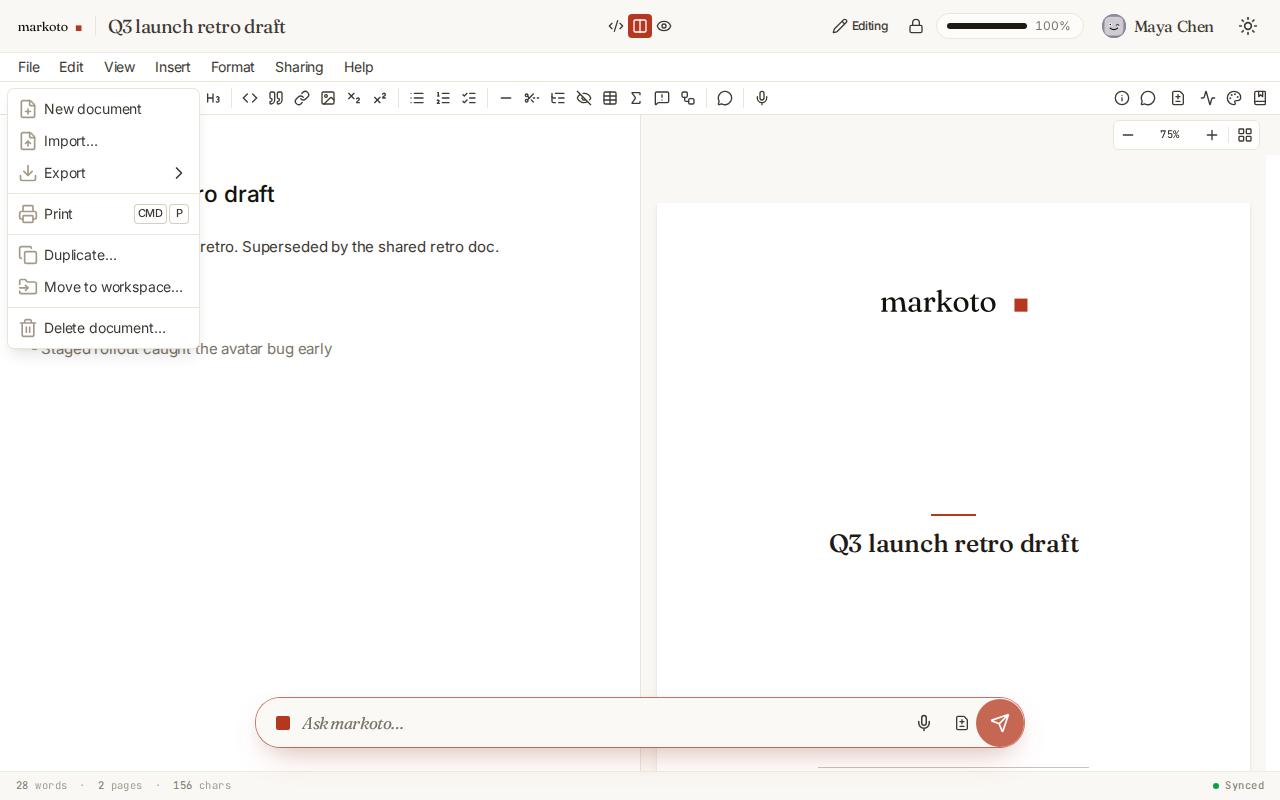 markoto
Q3 launch retro draft
Editing
100%
Maya Chen
File Edit View Insert Format Sharing Help
H3
New document
Import...
Export
Print CMD P
Duplicate...
Move to workspace...
Delete document...
ro draft
retro. Superseded by the shared retro doc.
- Staged rollout caught the avatar bug early
75%
markoto
Q3 launch retro draft
Ask markoto...
28 words · 2 pages · 156 chars
Synced